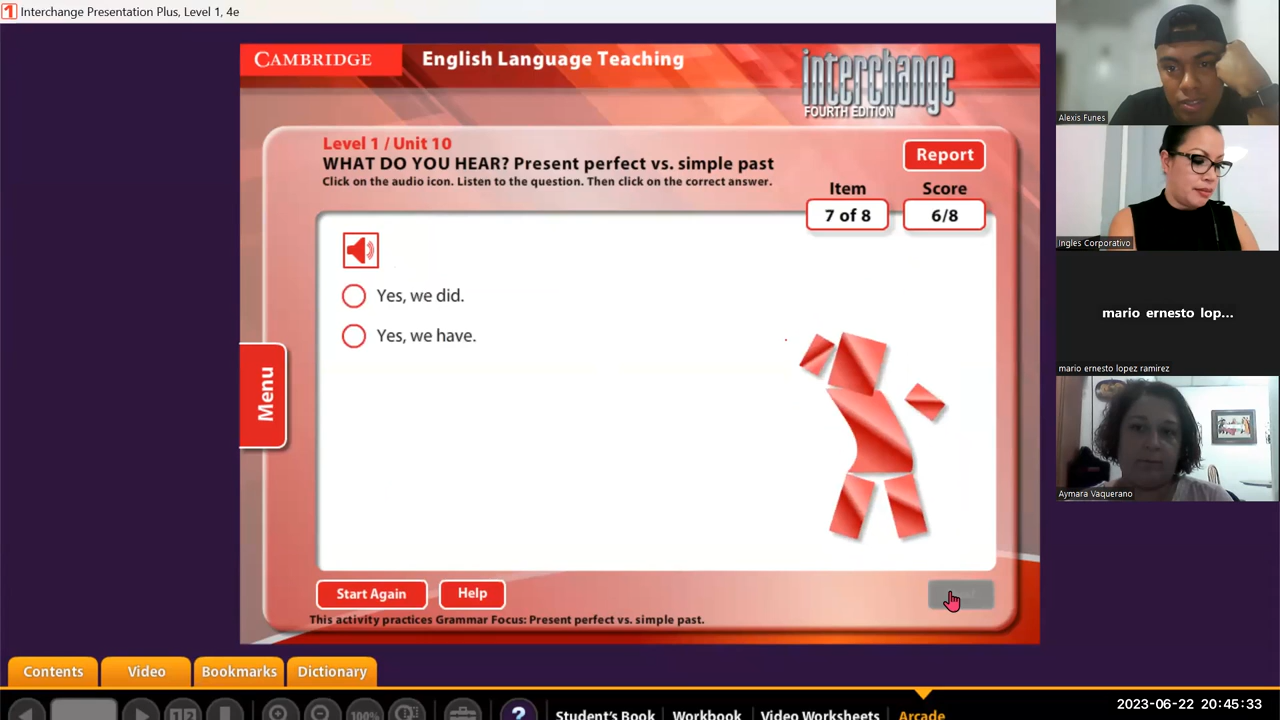 Interchange Presentation Plus, Level 1, 4e
CAMBRIDGE
English Language Teaching
interchange
FOURTH EDITION
Level 1 / Unit 10
WHAT DO YOU HEAR? Present perfect vs. simple past
Click on the audio icon. Listen to the question. Then click on the correct answer.
Report
Item
Score
7 of 8
6/8
Yes, we did.
Yes, we have.
Menu
Start Again
Help
This activity practices Grammar Focus: Present perfect vs. simple past.
Contents
Video
Bookmarks
Dictionary
12
100%
?
Student's Book
Workbook
Video Worksheets
Arcade
Alexis Funes
Ingles Corporativo
mario ernesto lop...
mario ernesto lopez ramirez
Aymara Vaquerano
2023-06-22 20:45:33